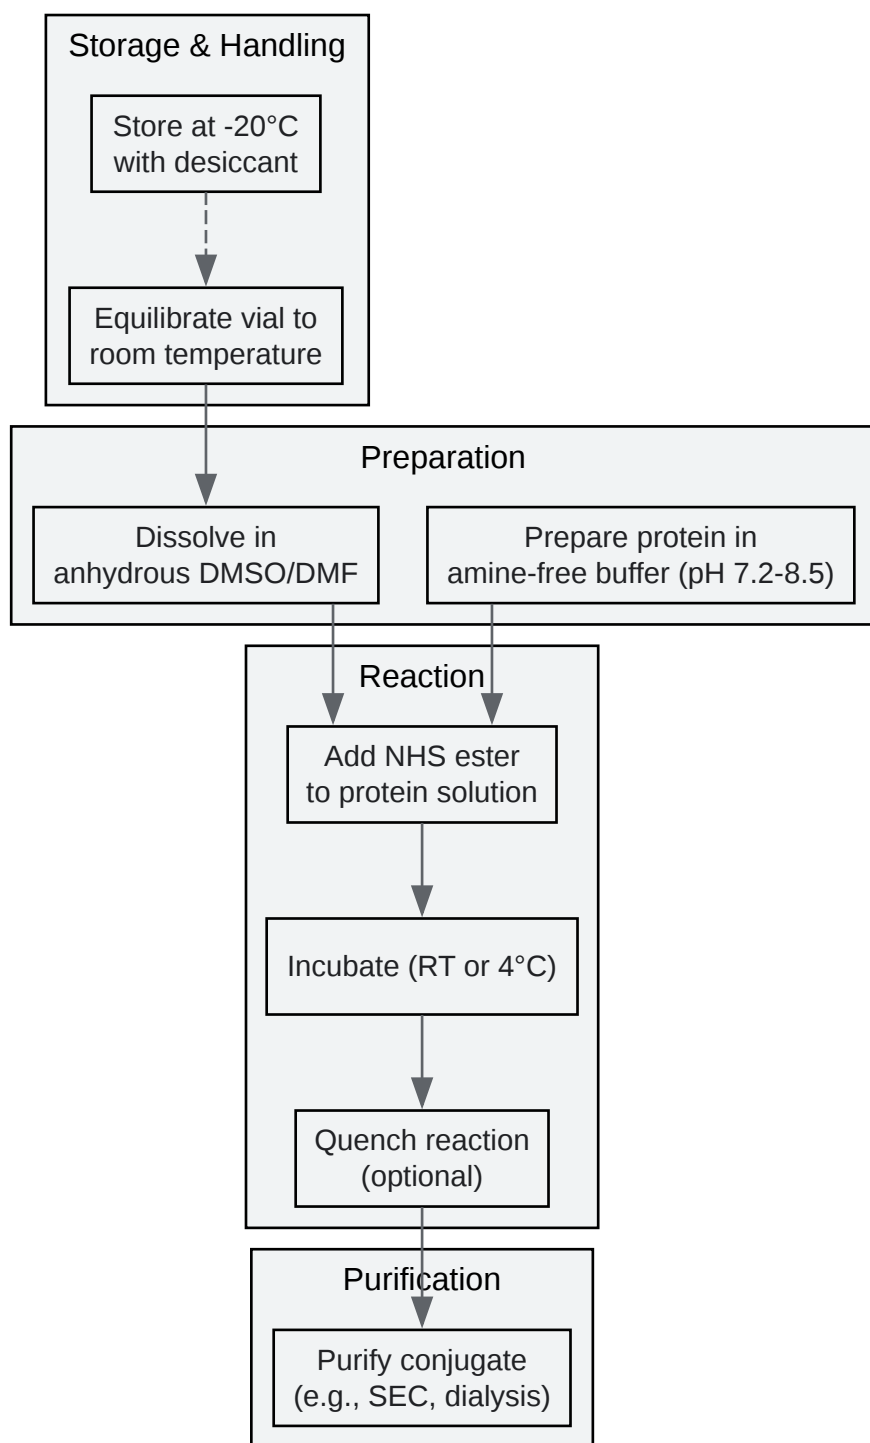 Storage & Handling
Store at -20°C
with desiccant
Equilibrate vial to
room temperature
Preparation
Dissolve in
anhydrous DMSO/DMF
Prepare protein in
amine-free buffer (pH 7.2-8.5)
Reaction
Add NHS ester
to protein solution
Incubate (RT or 4°C)
Quench reaction
(optional)
Purification
Purify conjugate
(e.g., SEC, dialysis)